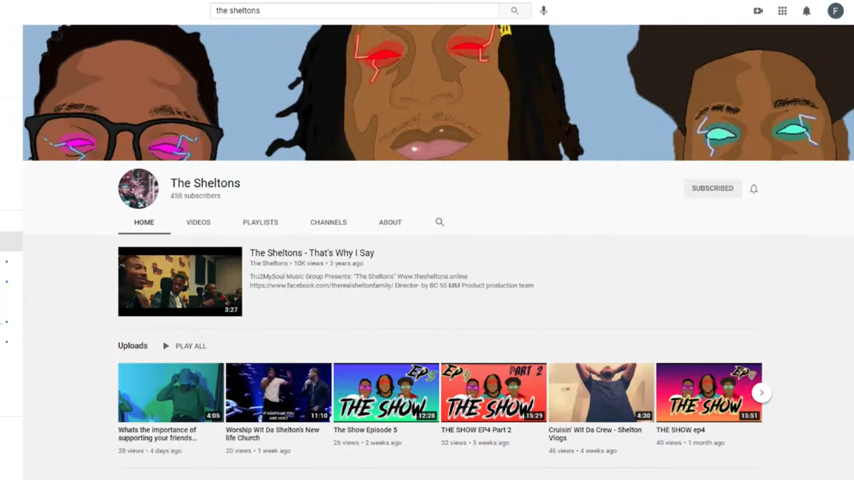 the sheltons
F
The Sheltons
458 subscribers
SUBSCRIBED
HOME VIDEOS PLAYLISTS CHANNELS ABOUT
3:27
The Sheltons - That's Why I Say
The Sheltons • 10K views • 3 years ago
Tru2MySoul Music Group Presents: "The Sheltons" Www.thesheltons.online
https://www.facebook.com/therealsheltonfamily/ Director- by BC 55 MM Product production team
Uploads PLAY ALL
4:05
11:10
EP 5
THE SHOW
12:28
EP 4
PART 2
THE SHOW
15:29
4:30
THE SHOW
15:51
Whats the importance of
supporting your friends...
28 views • 4 days ago
Worship Wit Da Shelton's New
life Church
20 views • 1 week ago
The Show Episode 5
26 views • 2 weeks ago
THE SHOW EP4 Part 2
32 views • 3 weeks ago
Cruisin' Wit Da Crew - Shelton
Vlogs
46 views • 4 weeks ago
THE SHOW ep4
40 views • 1 month ago